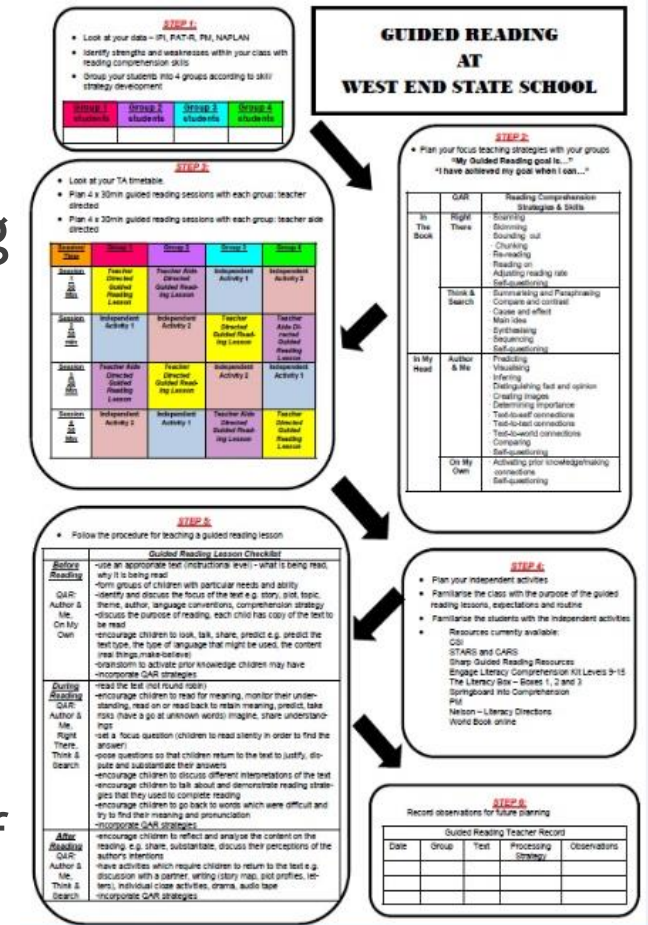 GUIDED READING
AT
WEST END STATE SCHOOL
STEP 1:
Look at your data – IPI, PAT-R, PM, NAPLAN
Identify strengths and weaknesses within your class with
reading comprehension skills
Group your students into 4 groups according to skill/
strategy development
Group 1 students Group 2 students Group 3 students Group 4 students
STEP 2:
Plan your focus teaching strategies with your groups
"My Guided Reading goal is..."
"I have achieved my goal when I can..."
QAR Reading Comprehension
Strategies & Skills
In The Book Right There
Scanning
Skimming
Sounding out
Chunking
Re-reading
Reading on
Adjusting reading rate
Self-questioning
Think & Search
Summarising and Paraphrasing
Compare and contrast
Cause and effect
Main idea
Synthesising
Sequencing
Self-questioning
In My Head Author & Me
Predicting
Visualising
Inferring
Distinguishing fact and opinion
Creating images
Determining importance
Text-to-self connections
Text-to-text connections
Text-to-world connections
Comparing
Self-questioning
On My Own
Activating prior knowledge/making
connections
Self-questioning
STEP 3:
Look at your TA timetable.
Plan 4 x 30min guided reading sessions with each group: teacher
directed
Plan 4 x 30min guided reading sessions with each group: teacher aide
directed
Session Time Group 1 Group 2 Group 3 Group 4
Session 1 Teacher Directed Guided Reading Lesson Teacher Aide Directed Guided Reading Lesson Independent Activity 1 Independent Activity 2
Session 2 Independent Activity 1 Independent Activity 2 Teacher Directed Guided Reading Lesson Teacher Aide Directed Guided Reading Lesson
Session 3 Teacher Aide Directed Guided Reading Lesson Teacher Directed Guided Reading Lesson Independent Activity 2 Independent Activity 1
Session 4 Independent Activity 2 Independent Activity 1 Teacher Aide Directed Guided Reading Lesson Teacher Directed Guided Reading Lesson
STEP 4:
Plan your independent activities
Familiarise the class with the purpose of the guided
reading lessons, expectations and routine
Familiarise the students with the independent activities
Resources currently available:
CSI
STARS and CARS
Sharp Guided Reading Resources
Engage Literacy Comprehension Kit Levels 9-15
The Literacy Box – Boxes 1, 2 and 3
Springboard into Comprehension
PM
Nelson – Literacy Directions
World Book online
STEP 5:
Follow the procedure for teaching a guided reading lesson
Guided Reading Lesson Checklist
Before Reading
QAR: Author & Me, On My Own
-use an appropriate text (instructional level) - what is being read,
why it is being read
-form groups of children with particular needs and ability
-identify and discuss the focus of the text e.g. story, plot, topic,
theme, author, language conventions, comprehension strategy
-discuss the purpose of reading, each child has copy of the text to
be read
-encourage children to look, talk, share, predict e.g. predict the
text type, the type of language that might be used, the content
(real things,make-believe)
-brainstorm to activate prior knowledge children may have
-incorporate QAR strategies
During Reading
QAR: Author & Me, Right There, Think & Search
-read the text (not round robin)
-encourage children to read for meaning, monitor their under-
standing, read on or read back to retain meaning, predict, take
risks (have a go at unknown words) imagine, share understand-
ings
-set a focus question (children to read silently in order to find the
answer)
-pose questions so that children return to the text to justify, dis-
pute and substantiate their answers
-encourage children to discuss different interpretations of the text
-encourage children to talk about and demonstrate reading strate-
gies that they used to complete reading
-encourage children to go back to words which were difficult and
try to find their meaning and pronunciation
-incorporate QAR strategies
After Reading
QAR: Author & Me, Think & Search
-encourage children to reflect and analyse the content on the
reading. e.g. share, substantiate, discuss their perceptions of the
author's intentions
-have activities which require children to return to the text e.g.
discussion with a partner, writing (story map, plot profiles, let-
ters), individual cloze activities, drama, audio tape
-incorporate QAR strategies
STEP 6:
Record observations for future planning
Guided Reading Teacher Record
Date Group Text Processing Strategy Observations